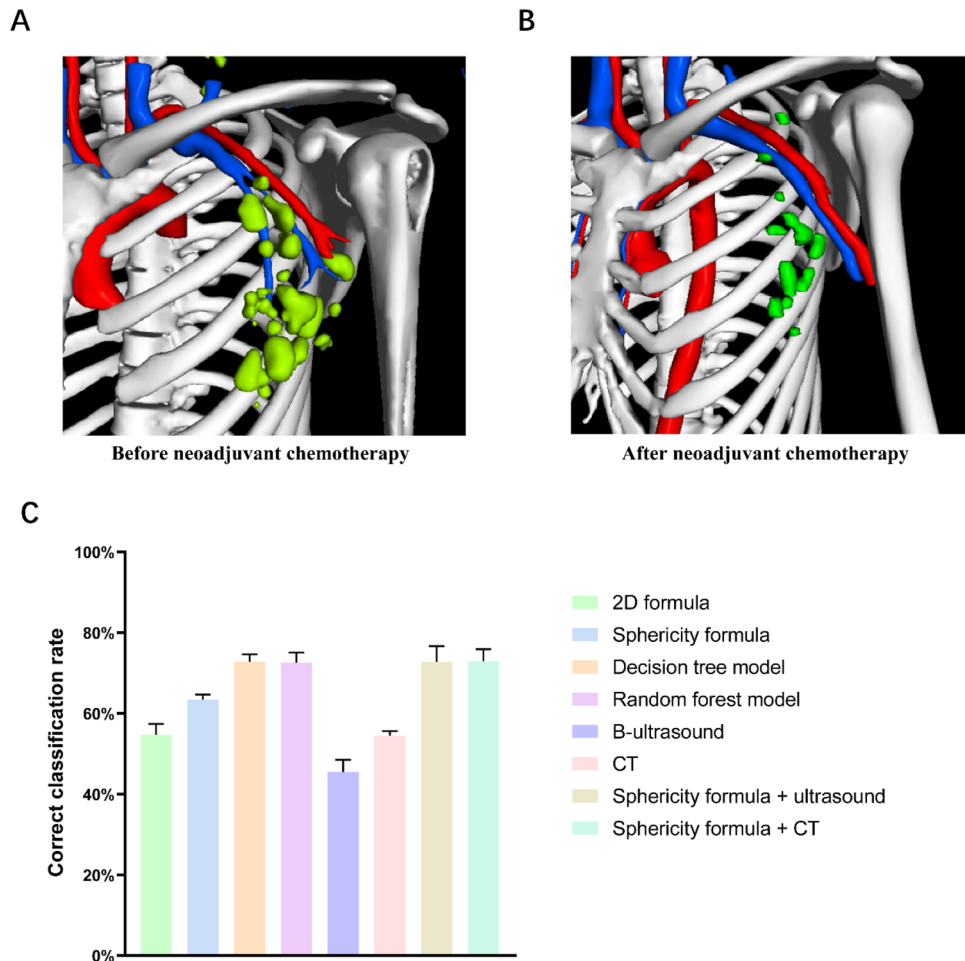 A
B
Before neoadjuvant chemotherapy
After neoadjuvant chemotherapy
C
Correct classification rate
100%
80%
60%
40%
20%
0%
2D formula
Sphericity formula
Decision tree model
Random forest model
B-ultrasound
CT
Sphericity formula + ultrasound
Sphericity formula + CT